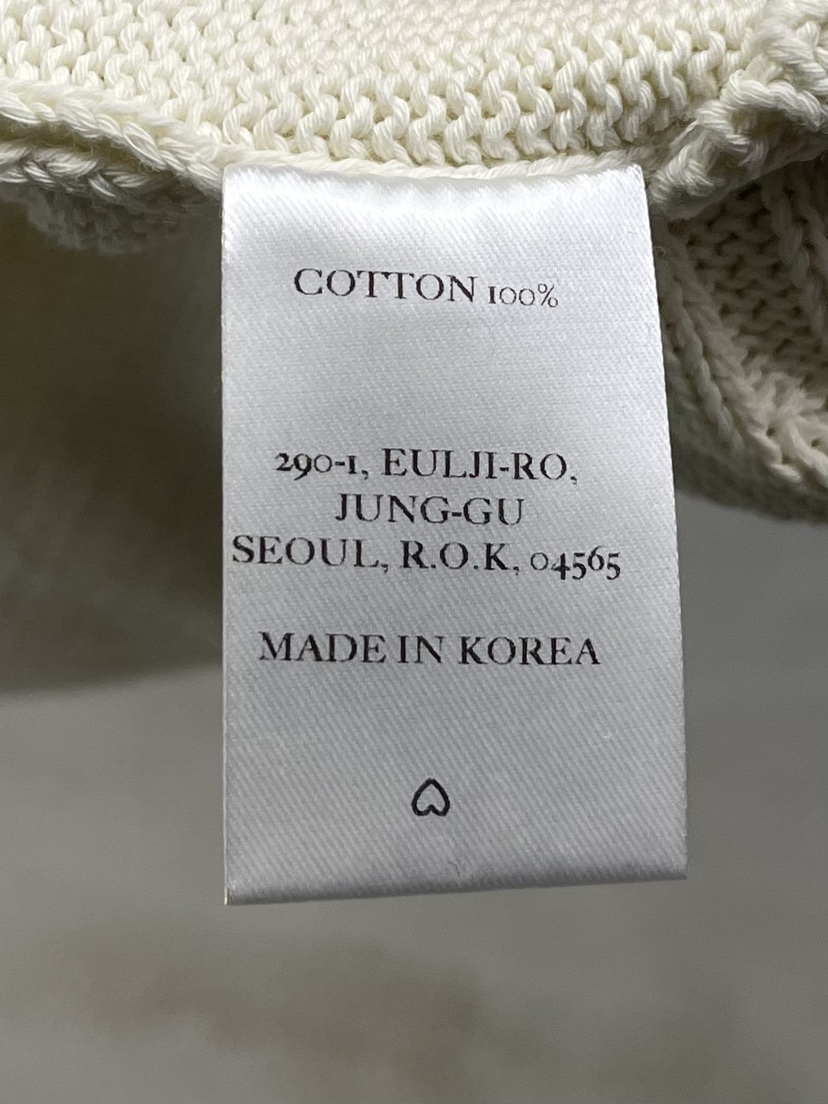 COTTON 100%
290-1, EULJI-RO,
JUNG-GU
SEOUL, R.O.K, 04565
MADE IN KOREA